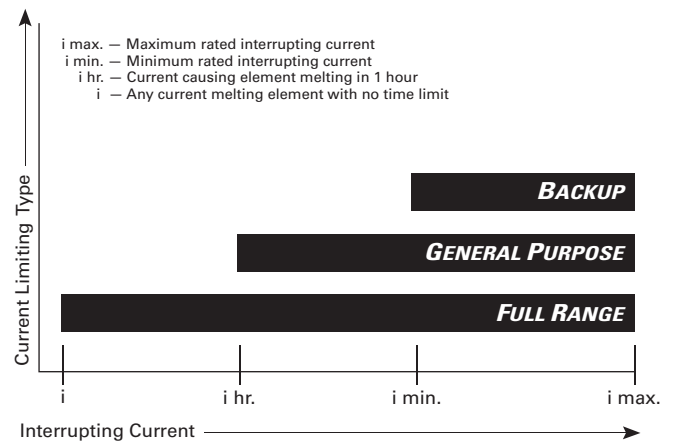 i max. — Maximum rated interrupting current
i min. — Minimum rated interrupting current
i hr. — Current causing element melting in 1 hour
i — Any current melting element with no time limit
Current Limiting Type
BACKUP
GENERAL PURPOSE
FULL RANGE
i i hr. i min. i max.
Interrupting Current